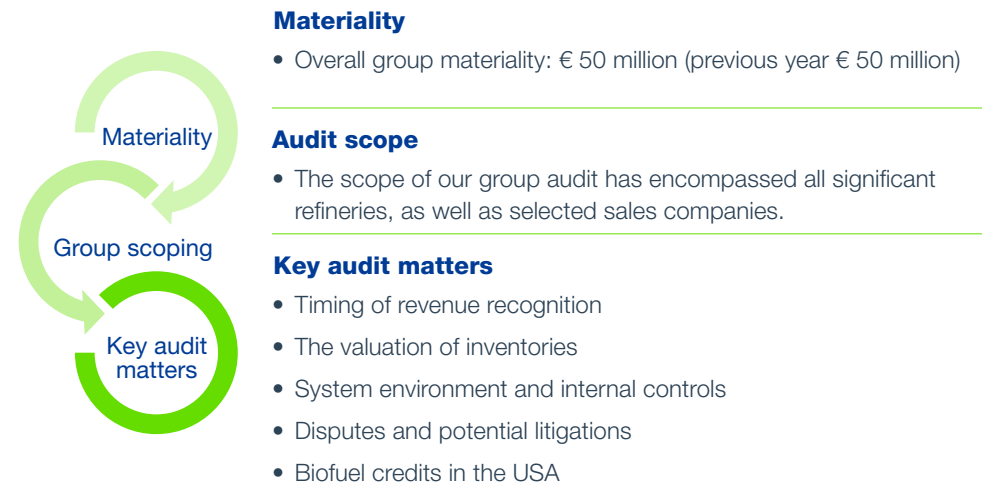 Materiality
• Overall group materiality: € 50 million (previous year € 50 million)
Materiality
Audit scope
• The scope of our group audit has encompassed all significant
refineries, as well as selected sales companies.
Group scoping
Key audit matters
• Timing of revenue recognition
• The valuation of inventories
• System environment and internal controls
• Disputes and potential litigations
• Biofuel credits in the USA
Key audit
matters